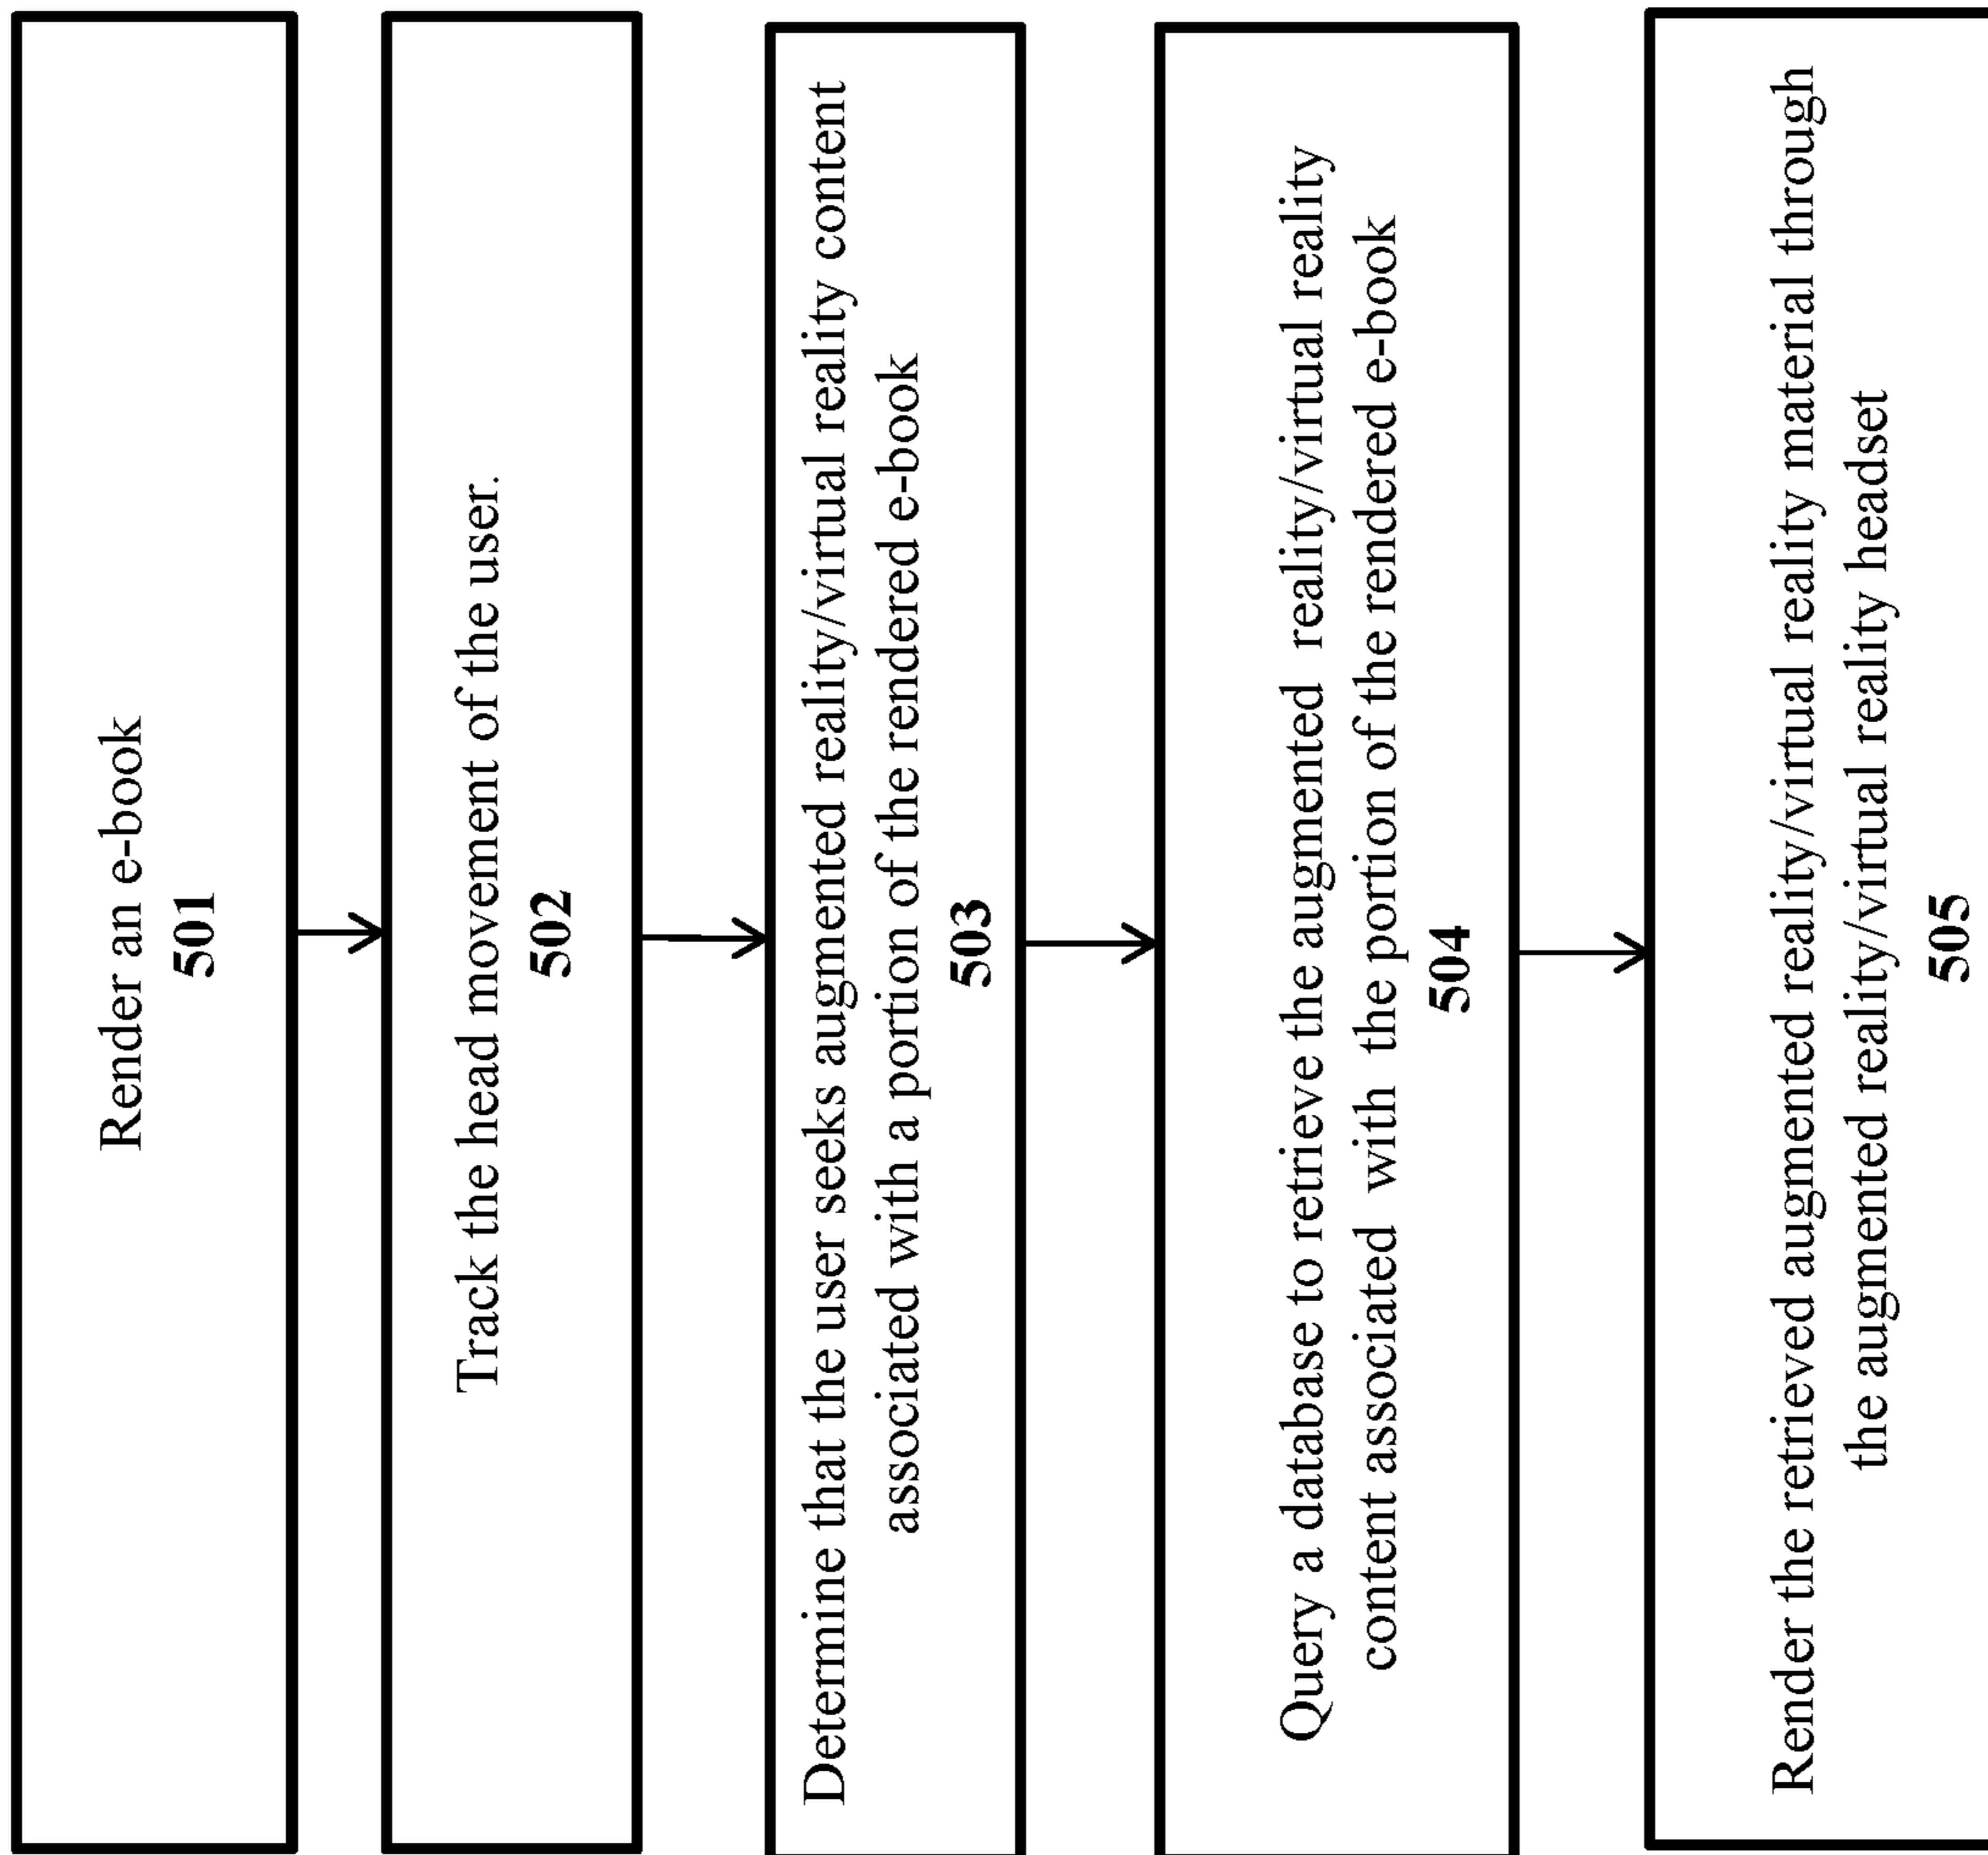 Render an e-book
501
Track the head movement of the user.
502
Determine that the user seeks augmented reality/virtual reality content
associated with a portion of the rendered e-book
503
Query a database to retrieve the augmented reality/virtual reality
content associated with the portion of the rendered e-book
504
Render the retrieved augmented reality/virtual reality material through
the augmented reality/virtual reality headset
505